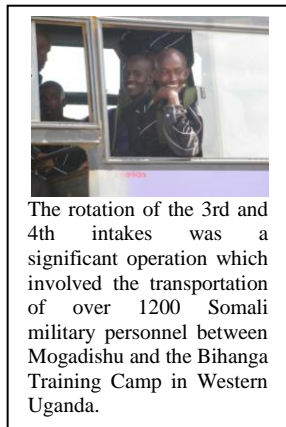 The rotation of the 3rd and
4th intakes was a
significant operation which
involved the transportation
of over 1200 Somali
military personnel between
Mogadishu and the Bihanga
Training Camp in Western
Uganda.